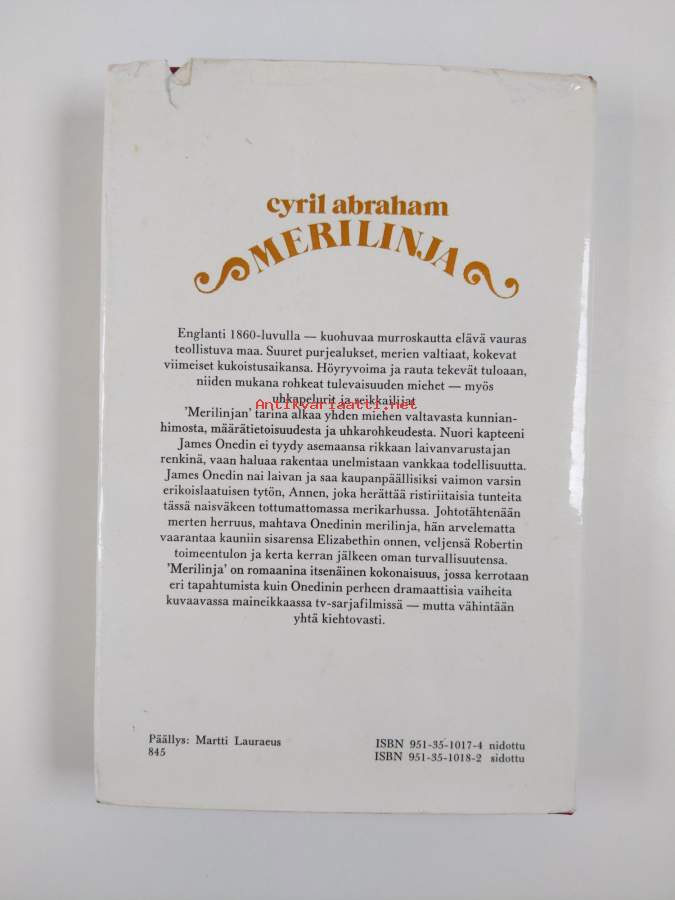 cyril abraham
MERILINJA
Englanti 1860-luvulla — kuohuvaa murroskautta elävä vauras
teollistuva maa. Suuret purjealukset, merien valtiaat, kokevat
viimeiset kukoistusaikansa. Höyryvoima ja rauta tekevät tuloaan,
niiden mukana rohkeat tulevaisuuden miehet — myös
uhkapelurit ja seikkailijat
Antikvariaatti.net
'Merilinjan' tarina alkaa yhden miehen valtavasta kunnian-
himosta, määrätietoisuudesta ja uhkarohkeudesta. Nuori kapteeni
James Onedin ei tyydy asemaansa rikkaan laivanvarustajan
renkinä, vaan haluaa rakentaa unelmistaan vankkaa todellisuutta.
James Onedin nai laivan ja saa kaupanpäällisiksi vaimon varsin
erikoislaatuisen tytön, Annen, joka herättää ristiriitaisia tunteita
tässä naisväkeen tottumattomassa merikarhussa. Johtotähtenään
merten herruus, mahtava Onedinin merilinja, hän arvelematta
vaarantaa kauniin sisarensa Elizabethin onnen, veljensä Robertin
toimeentulon ja kerta kerran jälkeen oman turvallisuutensa.
'Merilinja' on romaanina itsenäinen kokonaisuus, jossa kerrotaan
eri tapahtumista kuin Onedinin perheen dramaattisia vaiheita
kuvaavassa maineikkaassa tv-sarjafilmissä — mutta vähintään
yhtä kiehtovasti.
Päällys: Martti Lauraeus
845
ISBN 951-35-1017-4 nidottu
ISBN 951-35-1018-2 sidottu